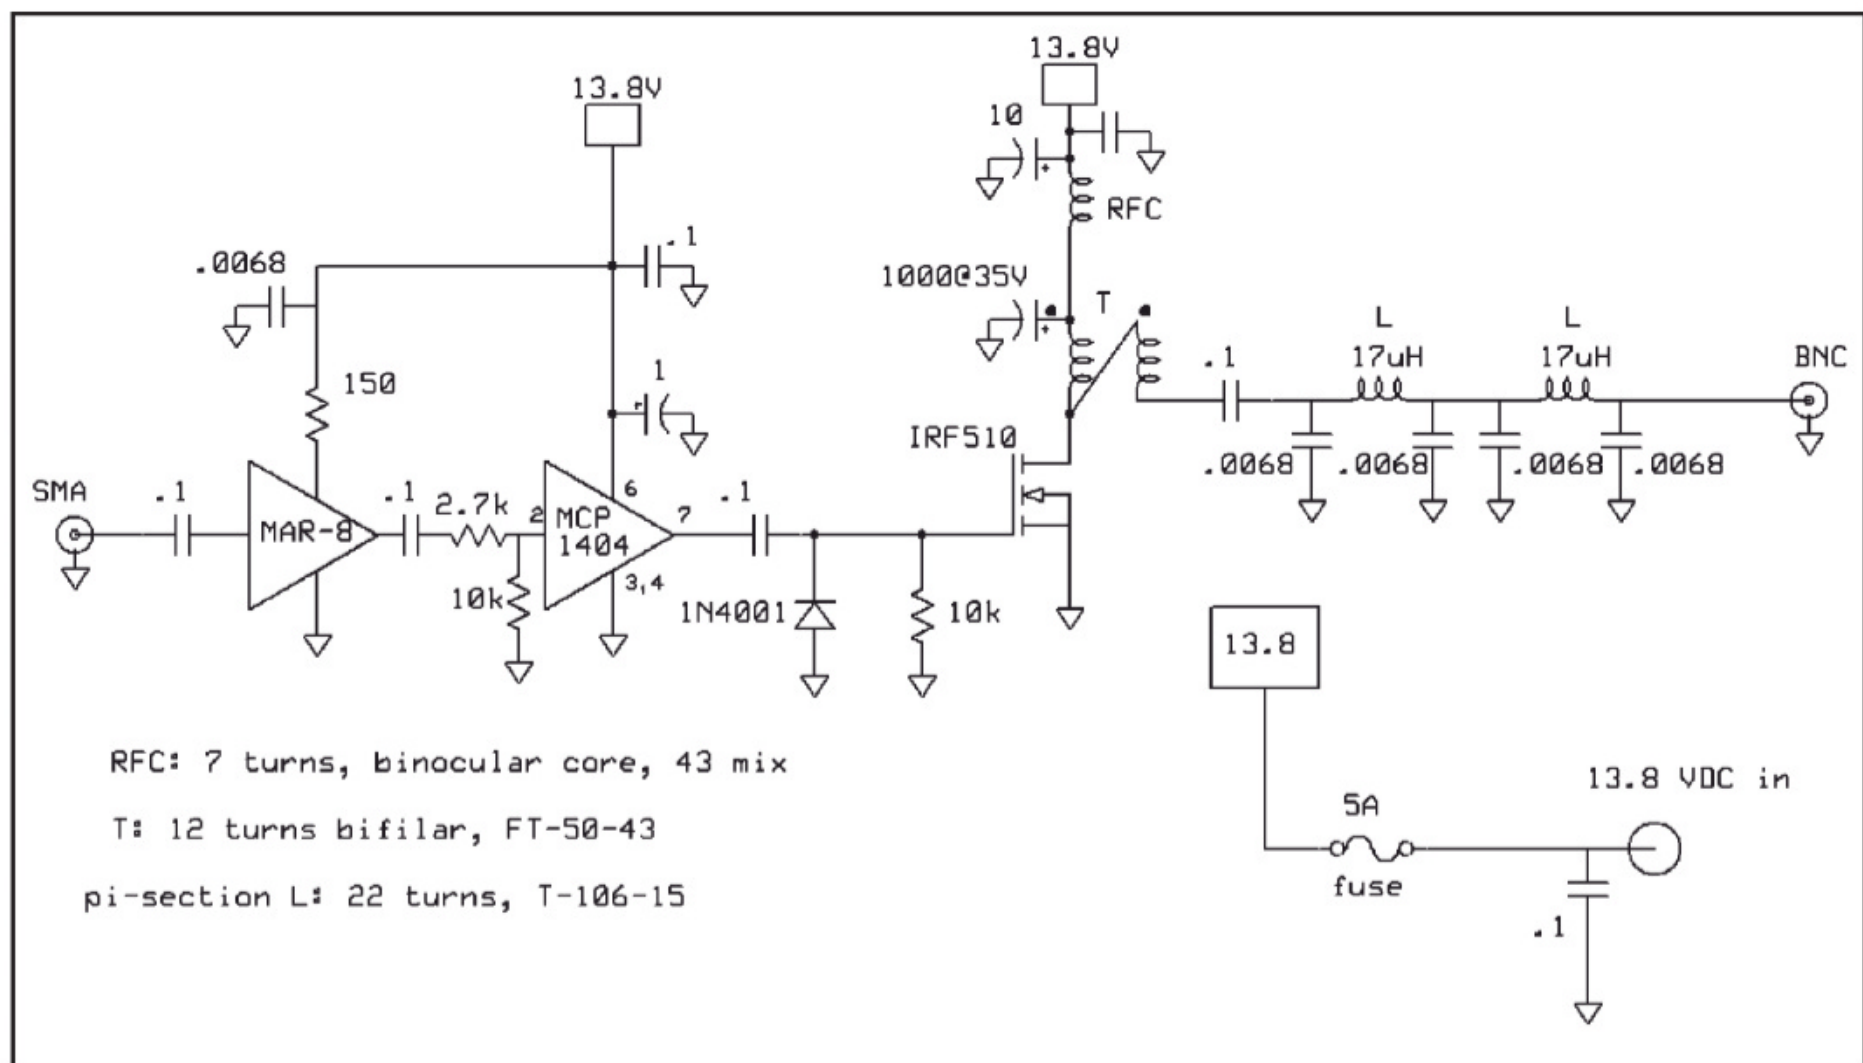 13.8V
10
RFC
13.8V
.1
.0068
1000@35V
T
L
L
17uH
17uH
BNC
.1
150
1
IRF510
.0068
.0068
.0068
.0068
SMA
.1
MAR-8
.1
2.7k
2
MCP
1404
6
7
3,4
.1
10k
1N4001
10k
13.8
RFC: 7 turns, binocular core, 43 mix
T: 12 turns bifilar, FT-50-43
pi-section L: 22 turns, T-106-15
5A
fuse
13.8 VDC in
.1